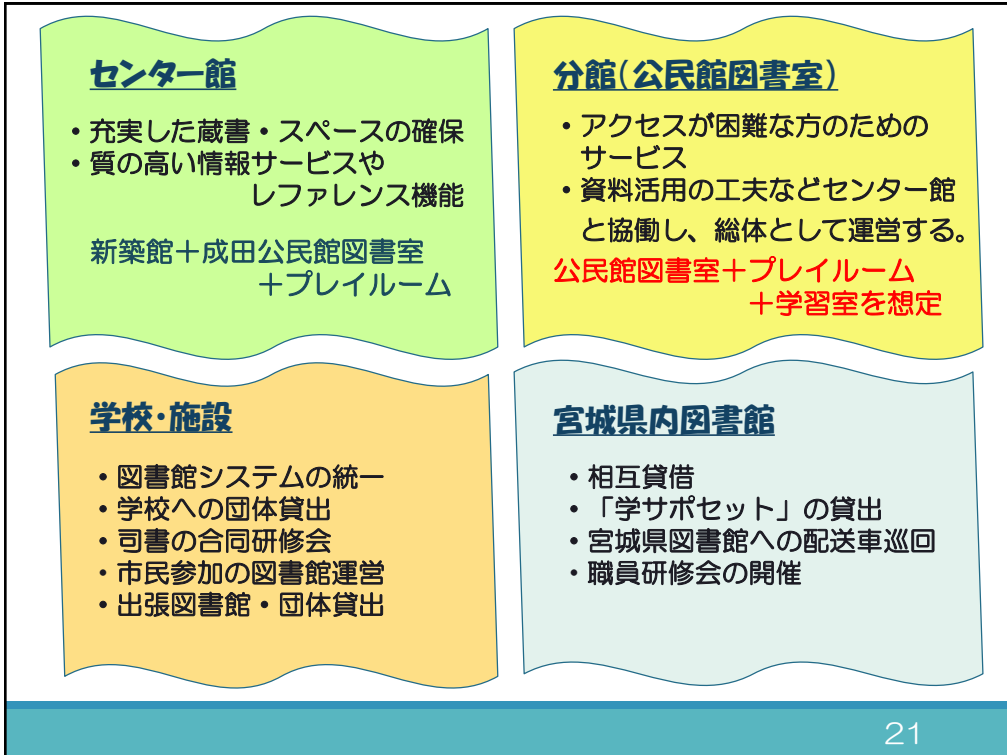 センター館
・充実した蔵書・スペースの確保
・質の高い情報サービスや
レファレンス機能
新築館＋成田公民館図書室
＋プレイルーム
分館(公民館図書室)
・アクセスが困難な方のための
サービス
・資料活用の工夫などセンター館
と協働し、総体として運営する。
公民館図書室＋プレイルーム
＋学習室を想定
学校・施設
・図書館システムの統一
・学校への団体貸出
・司書の合同研修会
・市民参加の図書館運営
・出張図書館・団体貸出
宮城県内図書館
・相互貸借
・「学サポセット」の貸出
・宮城県図書館への配送車巡回
・職員研修会の開催
21